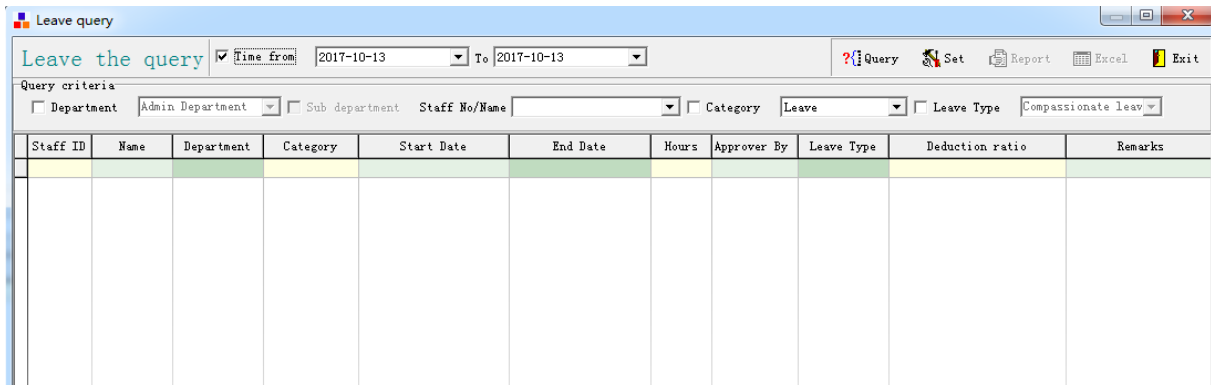 Leave query
Leave the query Time from 2017-10-13 To 2017-10-13 ?{] Query Set Report Excel Exit
Query criteria
Department Admin Department Sub department Staff No/Name Category Leave Leave Type Compassionate leav
Staff ID Name Department Category Start Date End Date Hours Approver By Leave Type Deduction ratio Remarks